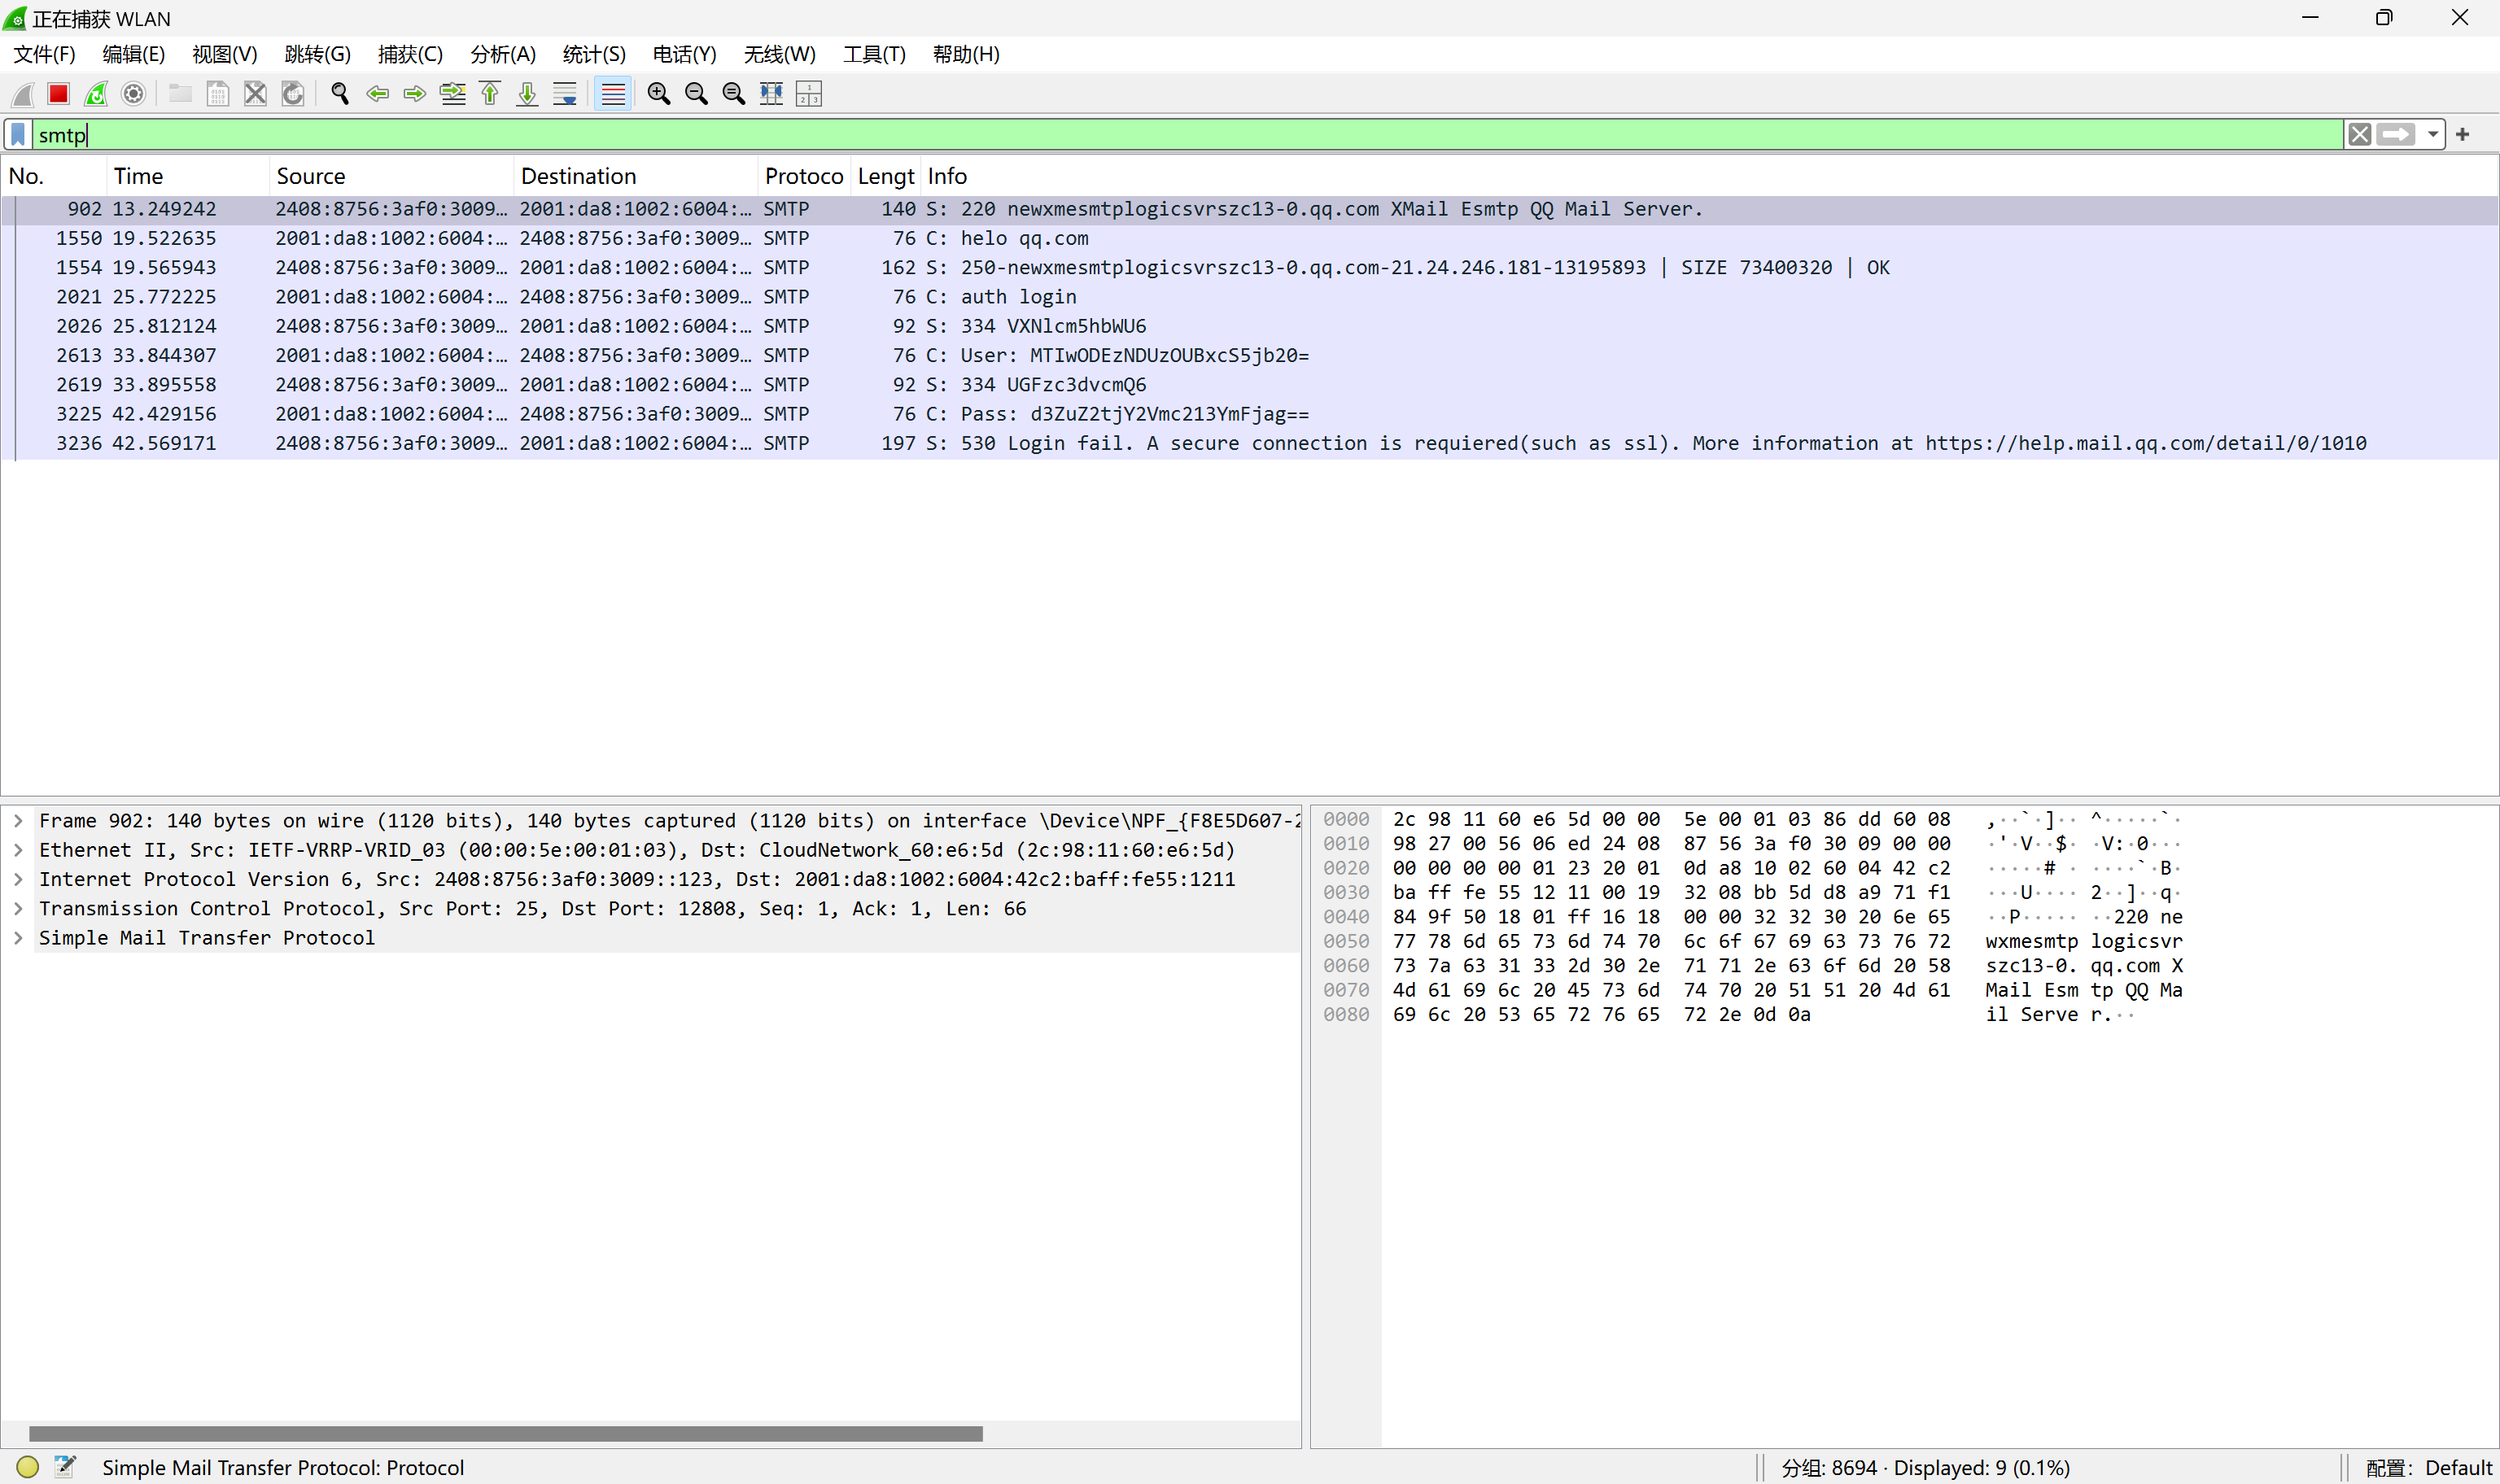 正在捕获 WLAN
文件(F) 编辑(E) 视图(V) 跳转(G) 捕获(C) 分析(A) 统计(S) 电话(Y) 无线(W) 工具(T) 帮助(H)
smtp
No. Time Source Destination Protoco Lengt Info
902 13.249242 2408:8756:3af0:3009… 2001:da8:1002:6004:… SMTP 140 S: 220 newxmesmtplogicsvrszc13-0.qq.com XMail Esmtp QQ Mail Server.
1550 19.522635 2001:da8:1002:6004:… 2408:8756:3af0:3009… SMTP 76 C: helo qq.com
1554 19.565943 2408:8756:3af0:3009… 2001:da8:1002:6004:… SMTP 162 S: 250-newxmesmtplogicsvrszc13-0.qq.com-21.24.246.181-13195893 | SIZE 73400320 | OK
2021 25.772225 2001:da8:1002:6004:… 2408:8756:3af0:3009… SMTP 76 C: auth login
2026 25.812124 2408:8756:3af0:3009… 2001:da8:1002:6004:… SMTP 92 S: 334 VXNlcm5hbWU6
2613 33.844307 2001:da8:1002:6004:… 2408:8756:3af0:3009… SMTP 76 C: User: MTIwODEzNDUzOUBxcS5jb20=
2619 33.895558 2408:8756:3af0:3009… 2001:da8:1002:6004:… SMTP 92 S: 334 UGFzc3dvcmQ6
3225 42.429156 2001:da8:1002:6004:… 2408:8756:3af0:3009… SMTP 76 C: Pass: d3ZuZ2tjY2Vmc213YmFjag==
3236 42.569171 2408:8756:3af0:3009… 2001:da8:1002:6004:… SMTP 197 S: 530 Login fail. A secure connection is requiered(such as ssl). More information at https://help.mail.qq.com/detail/0/1010
Frame 902: 140 bytes on wire (1120 bits), 140 bytes captured (1120 bits) on interface \Device\NPF_{F8E5D607-2
Ethernet II, Src: IETF-VRRP-VRID_03 (00:00:5e:00:01:03), Dst: CloudNetwork_60:e6:5d (2c:98:11:60:e6:5d)
Internet Protocol Version 6, Src: 2408:8756:3af0:3009::123, Dst: 2001:da8:1002:6004:42c2:baff:fe55:1211
Transmission Control Protocol, Src Port: 25, Dst Port: 12808, Seq: 1, Ack: 1, Len: 66
Simple Mail Transfer Protocol
0000 2c 98 11 60 e6 5d 00 00 5e 00 01 03 86 dd 60 08 ,··`·]·· ^·····`·
0010 98 27 00 56 06 ed 24 08 87 56 3a f0 30 09 00 00 ·'·V··$· ·V:·0···
0020 00 00 00 00 01 23 20 01 0d a8 10 02 60 04 42 c2 ·····# · ····`·B·
0030 ba ff fe 55 12 11 00 19 32 08 bb 5d d8 a9 71 f1 ···U···· 2··]··q·
0040 84 9f 50 18 01 ff 16 18 00 00 32 32 30 20 6e 65 ··P····· ··220 ne
0050 77 78 6d 65 73 6d 74 70 6c 6f 67 69 63 73 76 72 wxmesmtp logicsvr
0060 73 7a 63 31 33 2d 30 2e 71 71 2e 63 6f 6d 20 58 szc13-0. qq.com X
0070 4d 61 69 6c 20 45 73 6d 74 70 20 51 51 20 4d 61 Mail Esm tp QQ Ma
0080 69 6c 20 53 65 72 76 65 72 2e 0d 0a il Serve r.··
Simple Mail Transfer Protocol: Protocol
分组: 8694 · Displayed: 9 (0.1%)
配置: Default